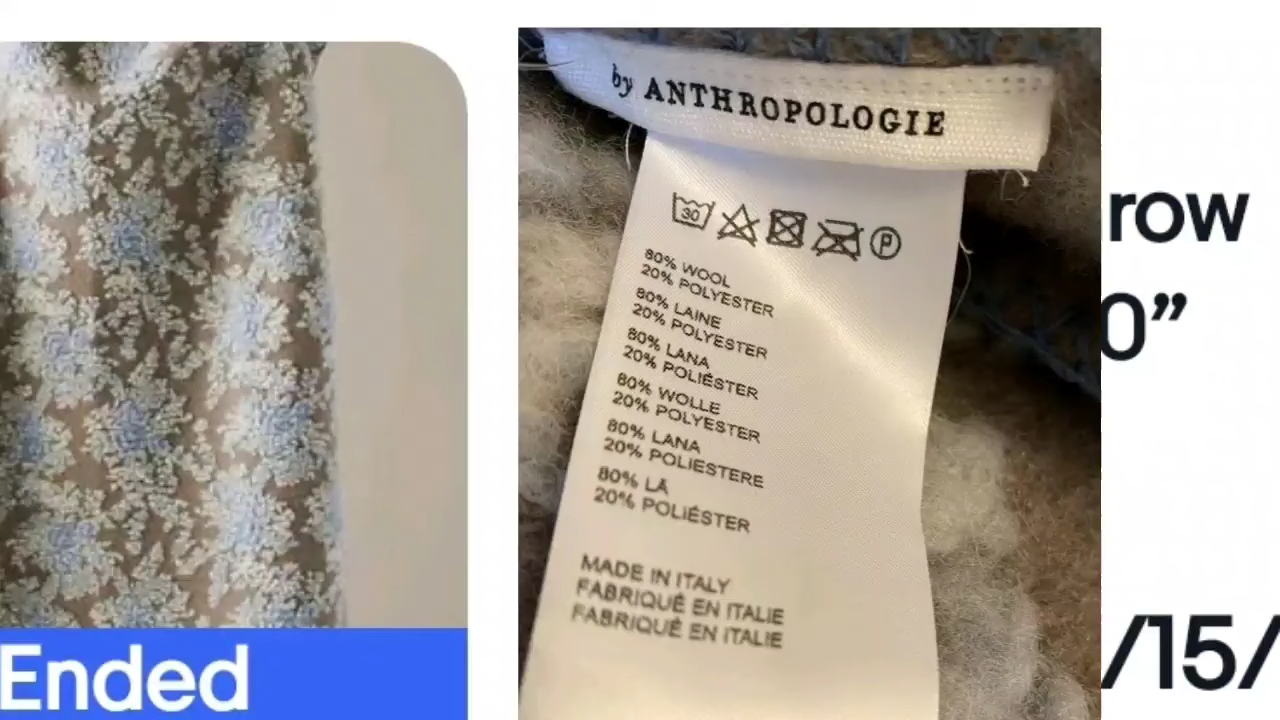 Ended
by ANTHROPOLOGIE
30
P
80% WOOL
20% POLYESTER
80% LAINE
20% POLYESTER
80% LANA
20% POLIÉSTER
80% WOLLE
20% POLYESTER
80% LANA
20% POLIESTERE
80% LÃ
20% POLIÉSTER
MADE IN ITALY
FABRIQUÉ EN ITALIE
FABRIQUÉ EN ITALIE
row
0”
/15/